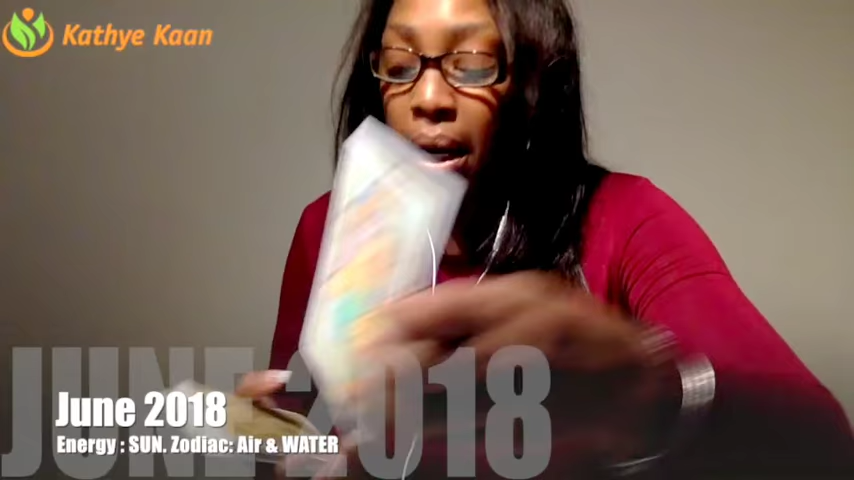 Kathye Kaan
JUNE 2018
June 2018
Energy : SUN. Zodiac: Air & WATER